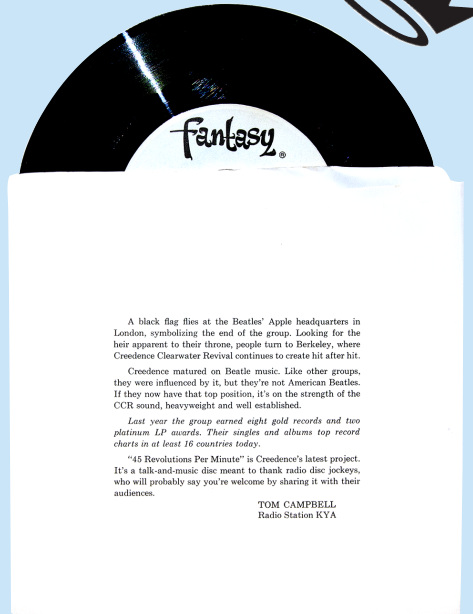 fantasy ®
A black flag flies at the Beatles' Apple headquarters in
London, symbolizing the end of the group. Looking for the
heir apparent to their throne, people turn to Berkeley, where
Creedence Clearwater Revival continues to create hit after hit.
Creedence matured on Beatle music. Like other groups,
they were influenced by it, but they're not American Beatles.
If they now have that top position, it's on the strength of the
CCR sound, heavyweight and well established.
Last year the group earned eight gold records and two
platinum LP awards. Their singles and albums top record
charts in at least 16 countries today.
"45 Revolutions Per Minute" is Creedence's latest project.
It's a talk-and-music disc meant to thank radio disc jockeys,
who will probably say you're welcome by sharing it with their
audiences.
TOM CAMPBELL
Radio Station KYA